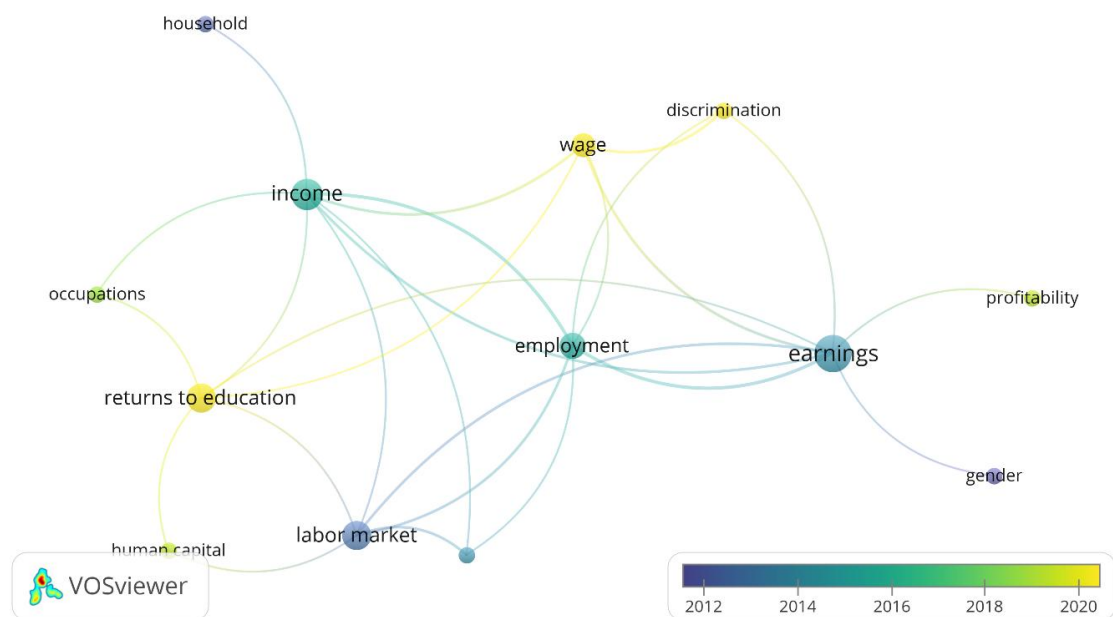 household
discrimination
wage
income
occupations
profitability
employment
earnings
returns to education
gender
labor market
human capital
VOSviewer
2012 2014 2016 2018 2020